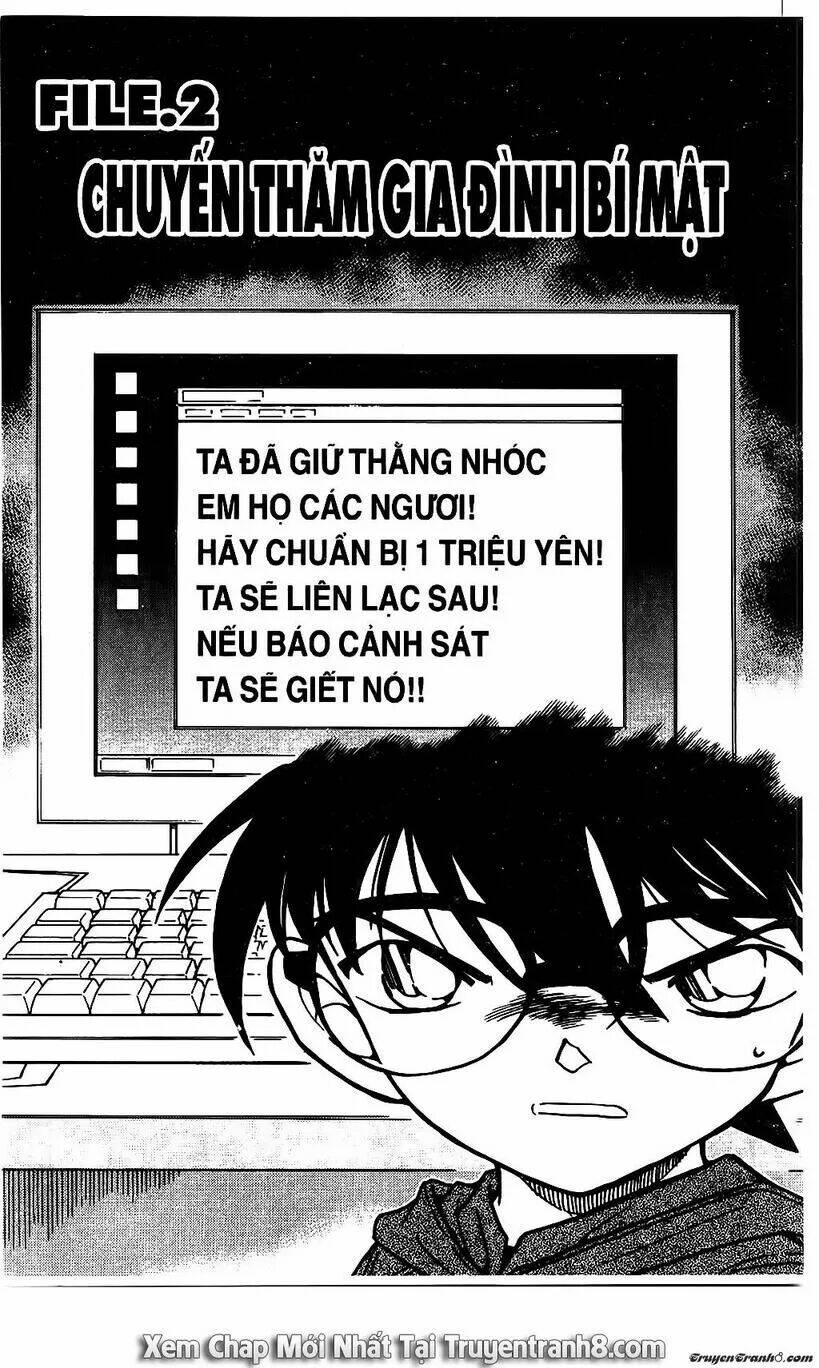 FILE.2
CHUYẾN THĂM GIA ĐÌNH BÍ MẬT
TA ĐÃ GIỮ THẰNG NHÓC
EM HỌ CÁC NGƯƠI!
HÃY CHUẨN BỊ 1 TRIỆU YÊN!
TA SẼ LIÊN LẠC SAU!
NẾU BÁO CẢNH SÁT
TA SẼ GIẾT NÓ!!
Xem Chap Mới Nhất Tại Truyentranh8.com
TruyenTranh8.com